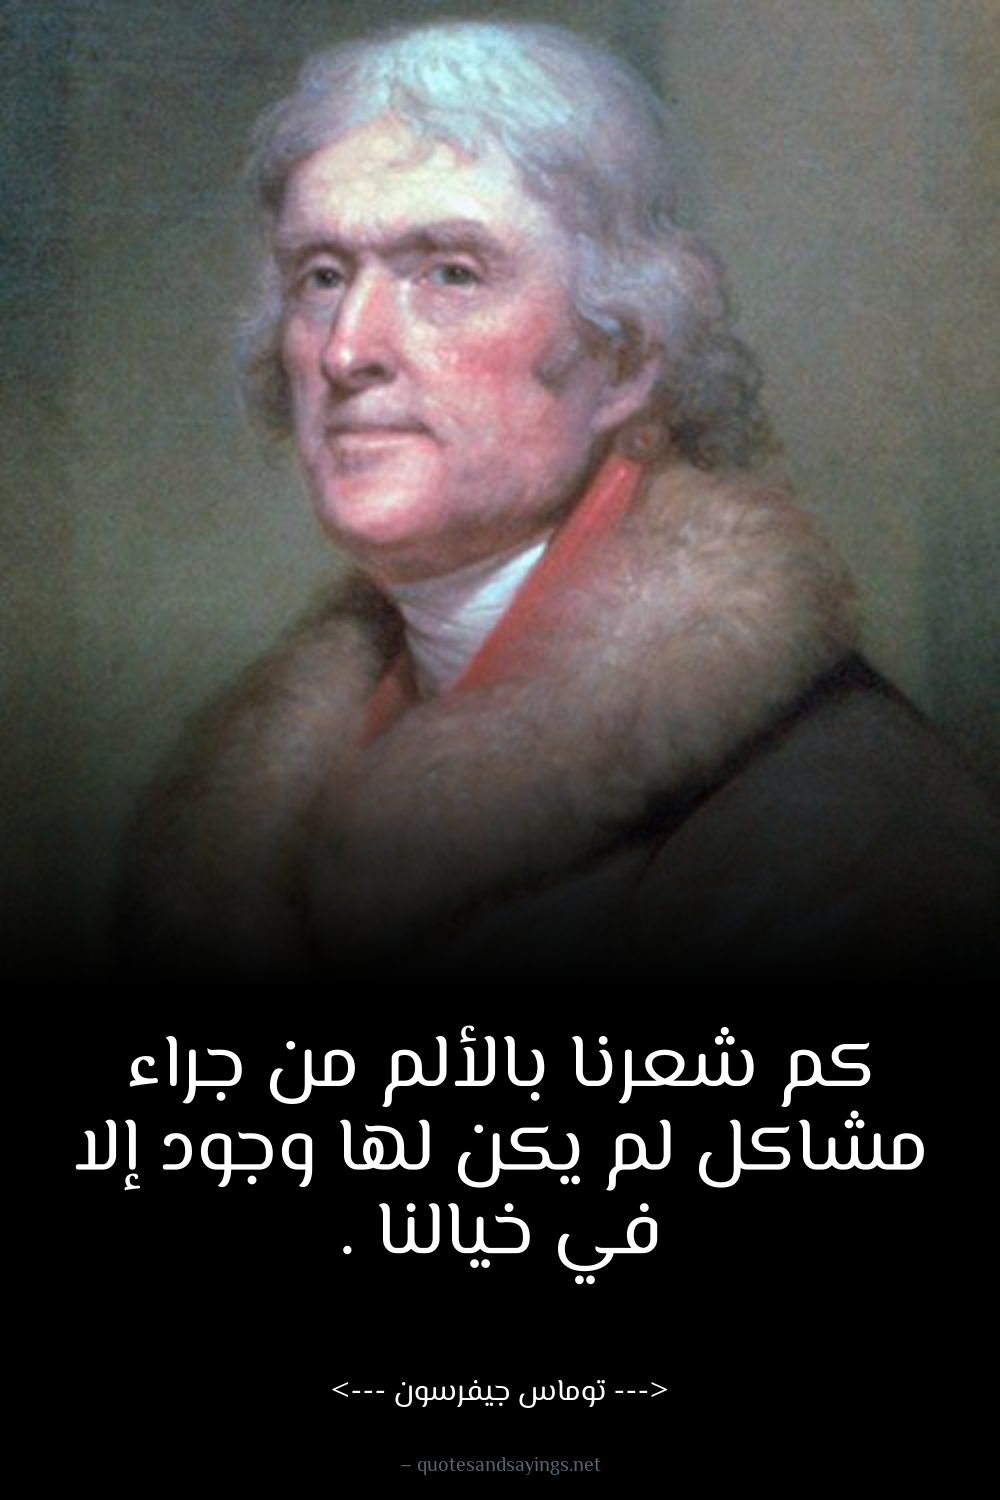 كم شعرنا بالألم من جراء
مشاكل لم يكن لها وجود إلا
في خيالنا .
<--- توماس جيفرسون --->
– quotesandsayings.net